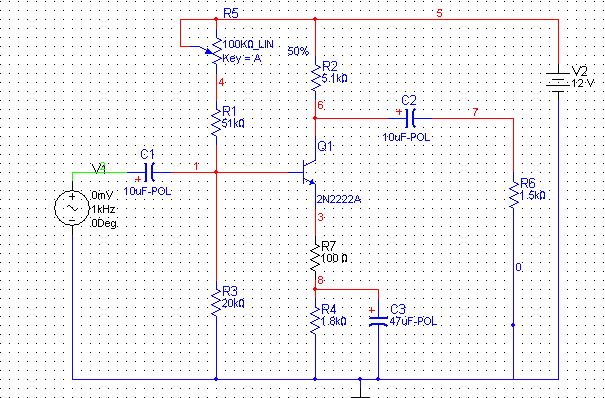 R5
5
100KΩ_LIN
Key = A
50%
R2
5.1kΩ
V2
12 V
4
R1
51kΩ
6
C2
10uF-POL
7
V1
C1
10uF-POL
1
Q1
2N2222A
0mV
1kHz
0Deg
R6
1.5kΩ
3
R7
100 Ω
0
8
R3
20kΩ
R4
1.8kΩ
C3
47uF-POL